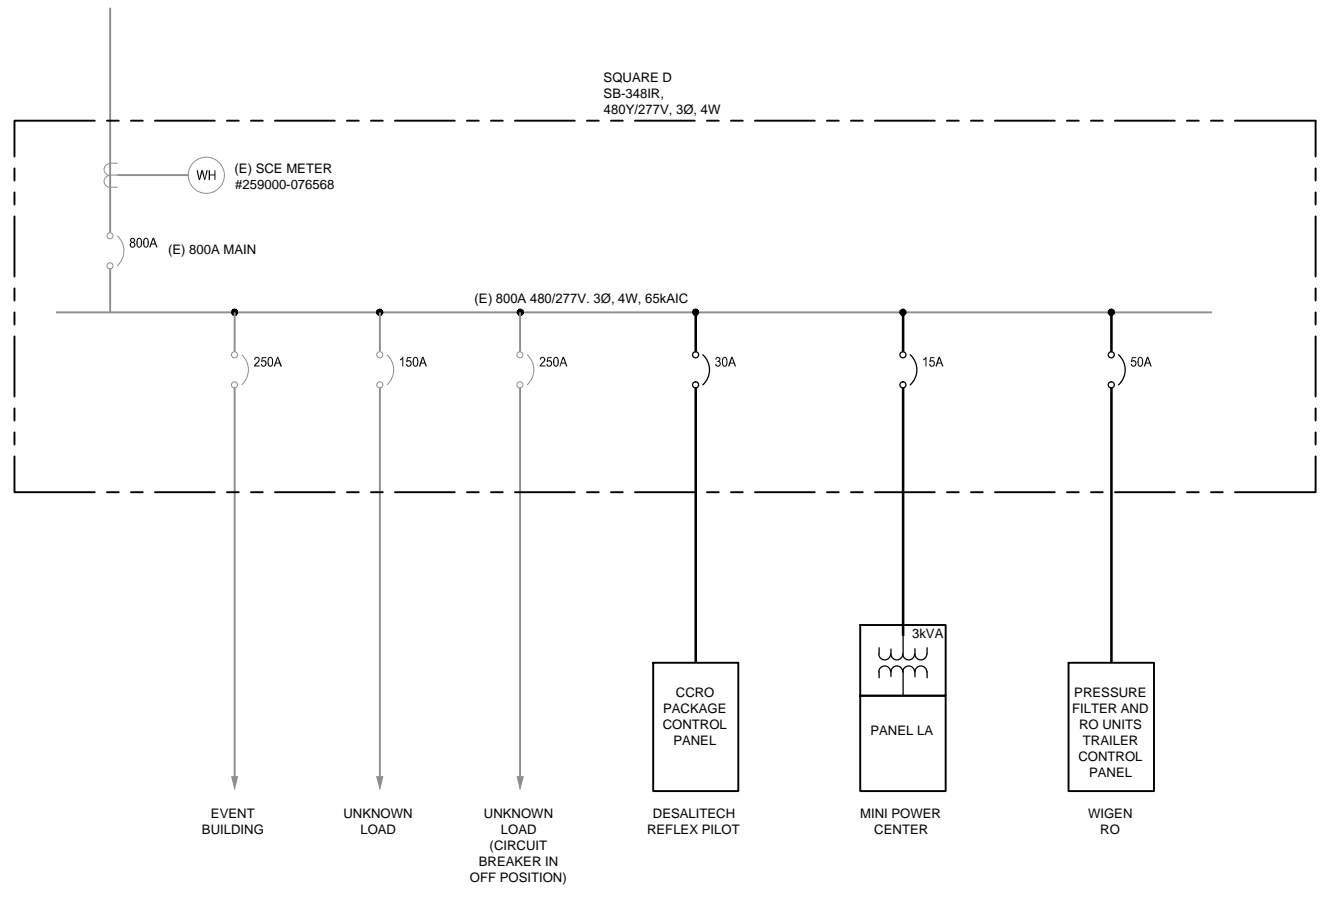 SQUARE D
SB-348IR,
480Y/277V, 3Ø, 4W
WH
(E) SCE METER
#259000-076568
800A
(E) 800A MAIN
(E) 800A 480/277V. 3Ø, 4W, 65kAIC
250A
150A
250A
30A
15A
50A
3kVA
CCRO
PACKAGE
CONTROL
PANEL
PANEL LA
PRESSURE
FILTER AND
RO UNITS
TRAILER
CONTROL
PANEL
EVENT
BUILDING
UNKNOWN
LOAD
UNKNOWN
LOAD
(CIRCUIT
BREAKER IN
OFF POSITION)
DESALITECH
REFLEX PILOT
MINI POWER
CENTER
WIGEN
RO